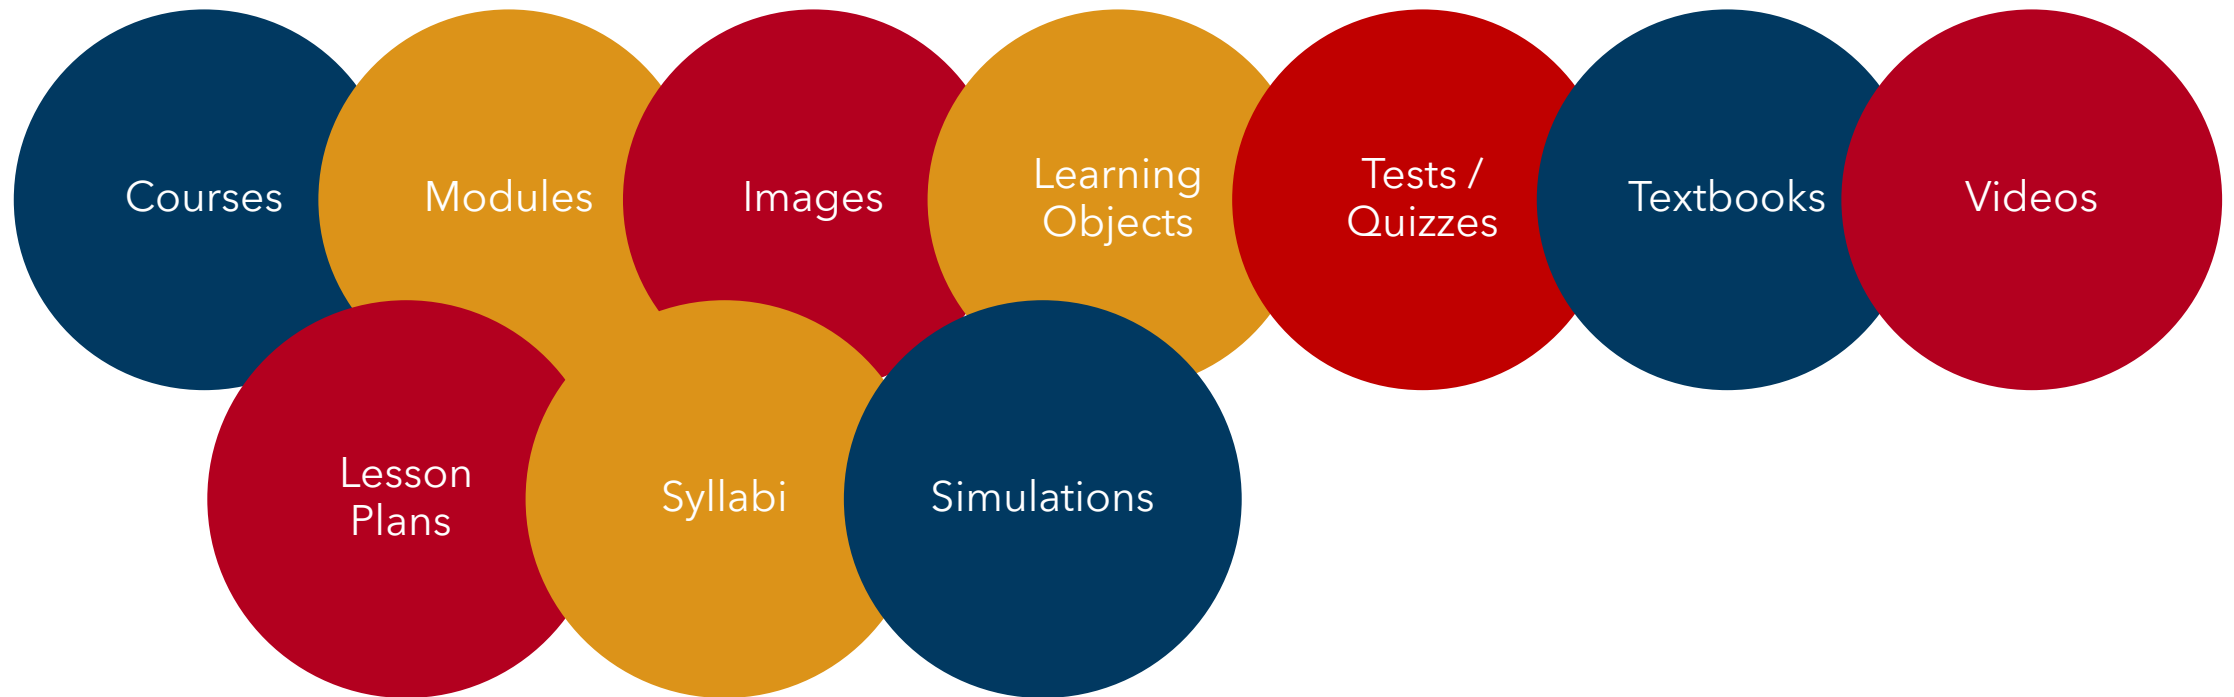 Courses
Modules
Images
Learning
Objects
Tests /
Quizzes
Textbooks
Videos
Lesson
Plans
Syllabi
Simulations